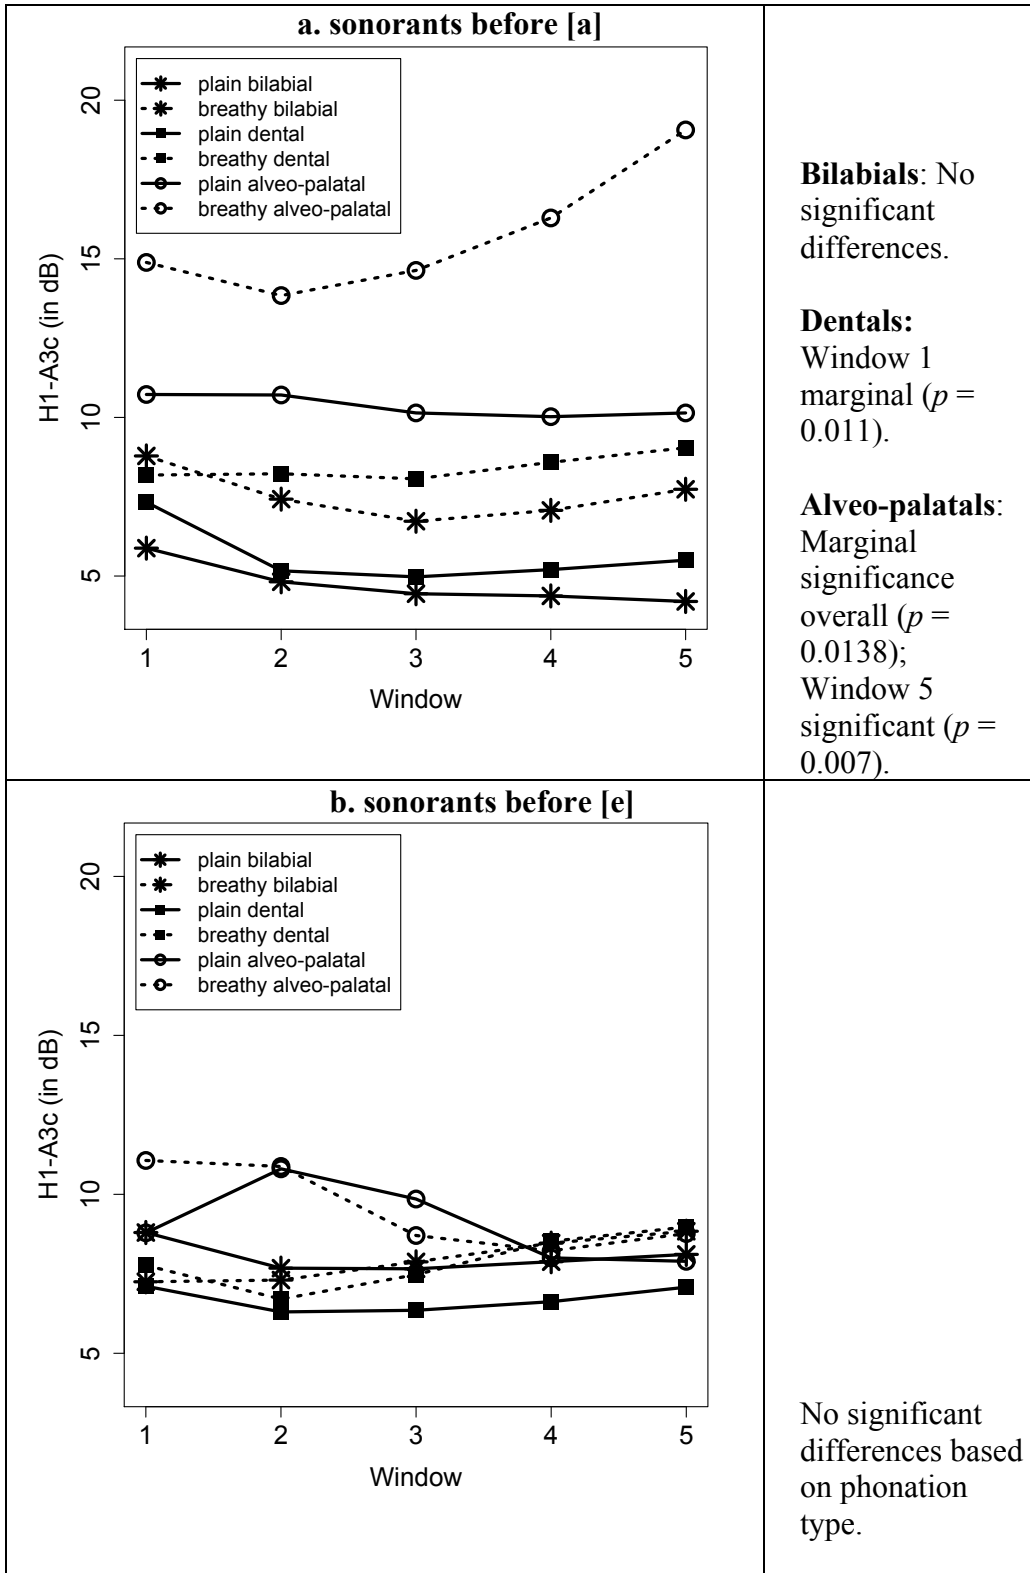 a. sonorants before [a]
plain bilabial
breathy bilabial
plain dental
breathy dental
plain alveo-palatal
breathy alveo-palatal
20
15
10
5
H1-A3c (in dB)
1 2 3 4 5
Window
Bilabials: No
significant
differences.
Dentals:
Window 1
marginal (p =
0.011).
Alveo-palatals:
Marginal
significance
overall (p =
0.0138);
Window 5
significant (p =
0.007).
b. sonorants before [e]
plain bilabial
breathy bilabial
plain dental
breathy dental
plain alveo-palatal
breathy alveo-palatal
20
15
10
5
H1-A3c (in dB)
1 2 3 4 5
Window
No significant
differences based
on phonation
type.